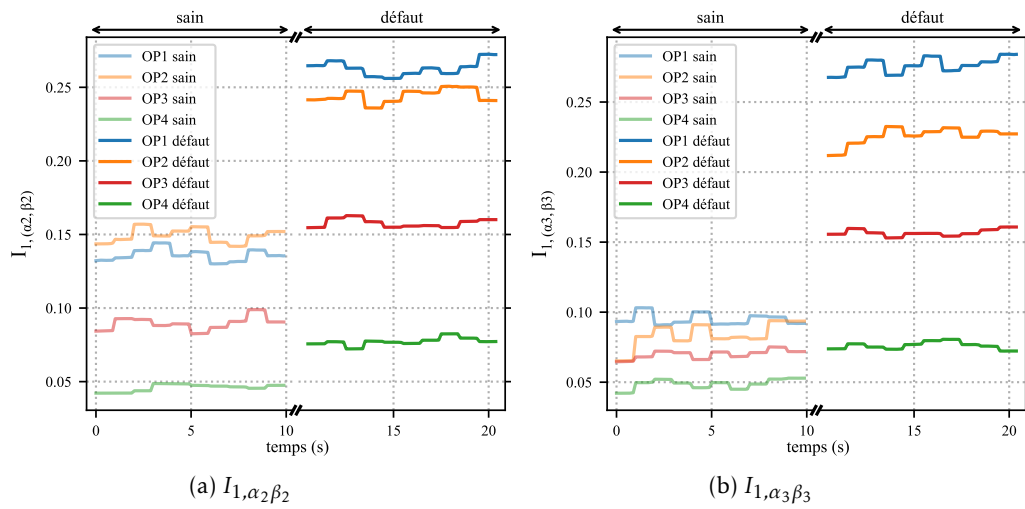 sain
défaut
I1,(α2,β2)
0.25
0.20
0.15
0.10
0.05
OP1 sain
OP2 sain
OP3 sain
OP4 sain
OP1 défaut
OP2 défaut
OP3 défaut
OP4 défaut
0
5
10
15
20
temps (s)
(a) I1,α2β2
sain
défaut
I1,(α3,β3)
0.25
0.20
0.15
0.10
0.05
OP1 sain
OP2 sain
OP3 sain
OP4 sain
OP1 défaut
OP2 défaut
OP3 défaut
OP4 défaut
0
5
10
15
20
temps (s)
(b) I1,α3β3